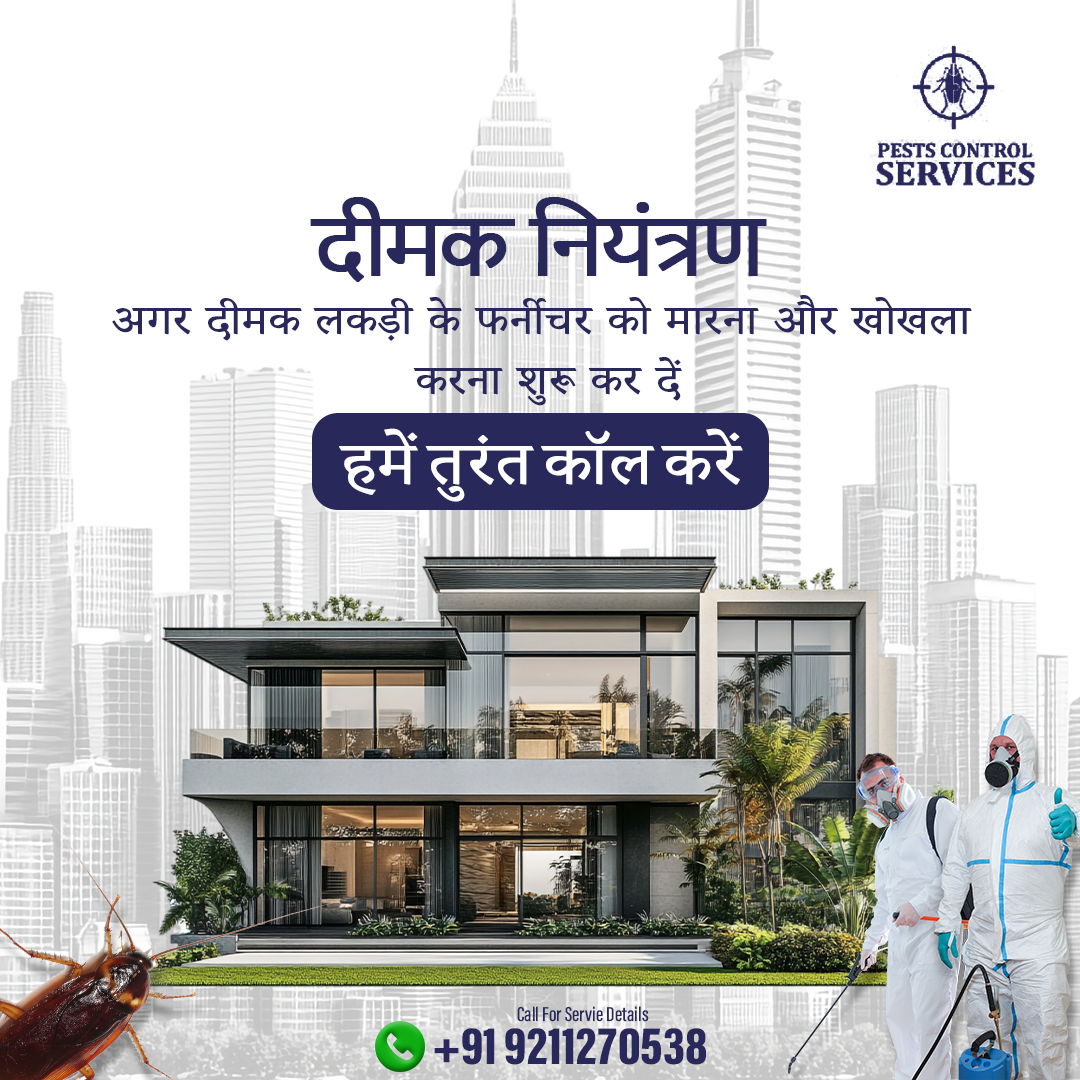 PESTS CONTROL
SERVICES
दीमक नियंत्रण
अगर दीमक लकड़ी के फर्नीचर को मारना और खोखला
करना शुरू कर दें
हमें तुरंत कॉल करें
Call For Servie Details
+91 9211270538